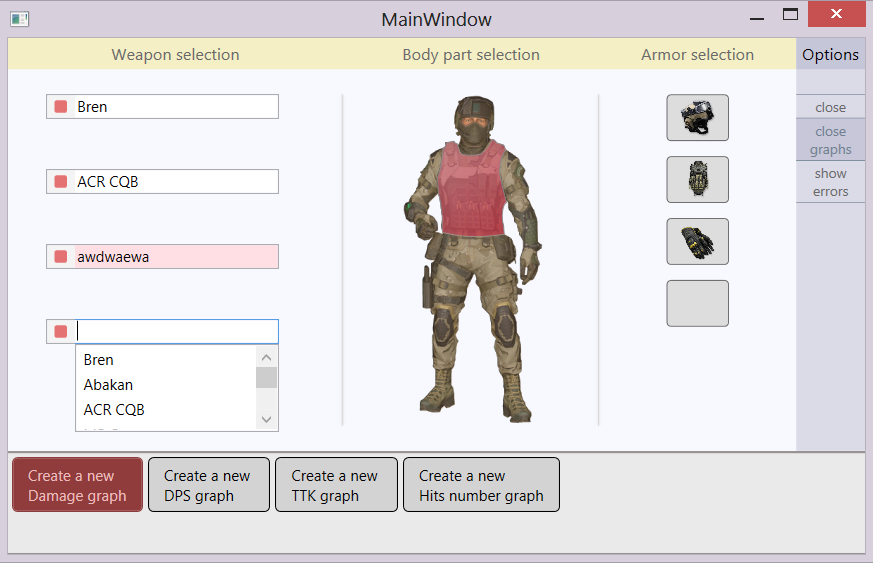 MainWindow
Weapon selection
Body part selection
Armor selection
Options
Bren
ACR CQB
awdwaewa
Bren
Abakan
ACR CQB
close
close
graphs
show
errors
Create a new
Damage graph
Create a new
DPS graph
Create a new
TTK graph
Create a new
Hits number graph